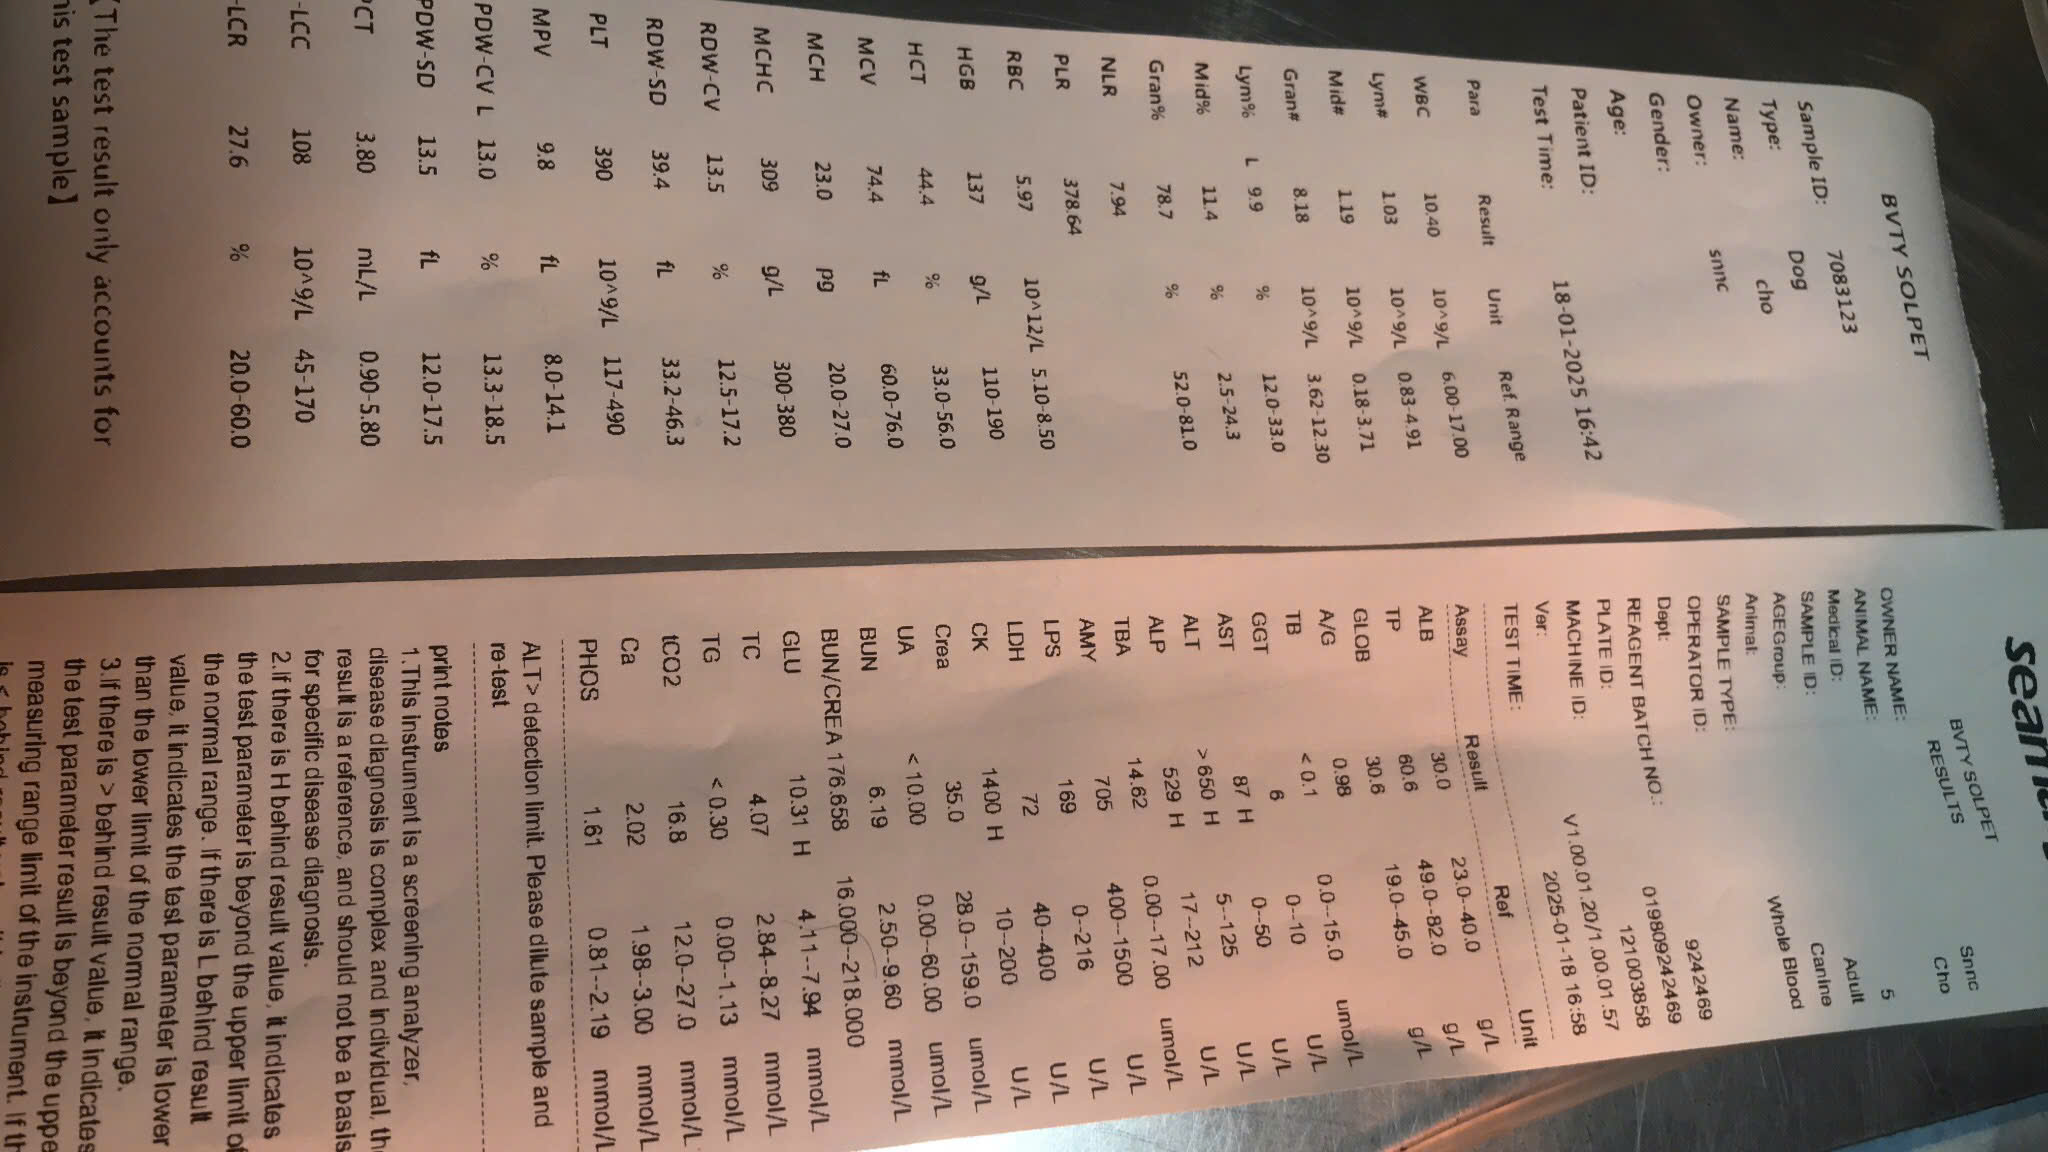 BVTY SOLPET
Sample ID: 7083123
Type: Dog
Name: cho
Owner: snnc
Gender:
Age:
Patient ID:
Test Time: 18-01-2025 16:42
Para Result Unit Ref. Range
WBC 10.40 10^9/L 6.00-17.00
Lym# 1.03 10^9/L 0.83-4.91
Mid# 1.19 10^9/L 0.18-3.71
Gran# 8.18 10^9/L 3.62-12.30
Lym% L 9.9 % 12.0-33.0
Mid% 11.4 % 2.5-24.3
Gran% 78.7 % 52.0-81.0
NLR 7.94
PLR 378.64
RBC 5.97 10^12/L 5.10-8.50
HGB 137 g/L 110-190
HCT 44.4 % 33.0-56.0
MCV 74.4 fL 60.0-76.0
MCH 23.0 pg 20.0-27.0
MCHC 309 g/L 300-380
RDW-CV 13.5 % 12.5-17.2
RDW-SD 39.4 fL 33.2-46.3
PLT 390 10^9/L 117-490
MPV 9.8 fL 8.0-14.1
PDW-CV L 13.0 % 13.3-18.5
PDW-SD 13.5 fL 12.0-17.5
PCT 3.80 mL/L 0.90-5.80
-LCC 108 10^9/L 45-170
-LCR 27.6 % 20.0-60.0
【The test result only accounts for
this test sample】
seam
BVTY SOLPET
RESULTS
OWNER NAME: Snnc
ANIMAL NAME: Cho
Medical ID:
SAMPLE ID: 5
AGEGroup: Adult
Animal: Canine
SAMPLE TYPE: Whole Blood
OPERATOR ID:
Dept:
REAGENT BATCH NO.: 9242469
PLATE ID: 019809242469
MACHINE ID: 121003858
Ver: V1.00.01.20/1.00.01.57
TEST TIME: 2025-01-18 16:58
Assay Result Ref Unit
ALB 30.0 23.0--40.0 g/L
TP 60.6 49.0--82.0 g/L
GLOB 30.6 19.0--45.0 g/L
A/G 0.98
TB <0.1 0.0--15.0 umol/L
GGT 6 0--10 U/L
AST 87 H 0--50 U/L
ALT >650 H 5--125 U/L
ALP 529 H 17--212 U/L
TBA 14.62 0.00--17.00 umol/L
AMY 705 400--1500 U/L
LPS 169 0--216 U/L
LDH 72 40--400 U/L
CK 1400 H 10--200 U/L
Crea 35.0 28.0--159.0 umol/L
UA <10.00 0.00--60.00 umol/L
BUN 6.19 2.50--9.60 mmol/L
BUN/CREA 176.658 16.000--218.000
GLU 10.31 H 4.11--7.94 mmol/L
TC 4.07 2.84--8.27 mmol/L
TG <0.30 0.00--1.13 mmol/L
tCO2 16.8 12.0--27.0 mmol/L
Ca 2.02 1.98--3.00 mmol/L
PHOS 1.61 0.81--2.19 mmol/L
ALT> detection limit. Please dilute sample and
re-test
print notes
1.This instrument is a screening analyzer,
disease diagnosis is complex and individual, the
result is a reference, and should not be a basis
for specific disease diagnosis.
2.If there is H behind result value, it indicates
the test parameter is beyond the upper limit of
the normal range. If there is L behind result
value, it indicates the test parameter is lower
than the lower limit of the normal range.
3.If there is > behind result value, it indicates
the test parameter result is beyond the uppe
measuring range limit of the instrument. If th
is < behind